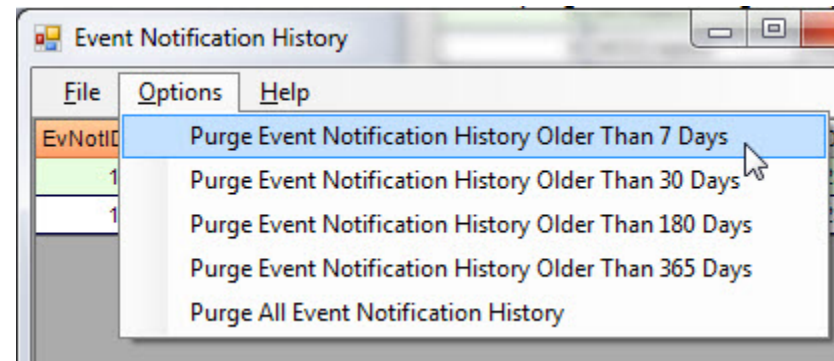 Event Notification History
File Options Help
EvNotID
Purge Event Notification History Older Than 7 Days
1
Purge Event Notification History Older Than 30 Days
1
Purge Event Notification History Older Than 180 Days
Purge Event Notification History Older Than 365 Days
Purge All Event Notification History